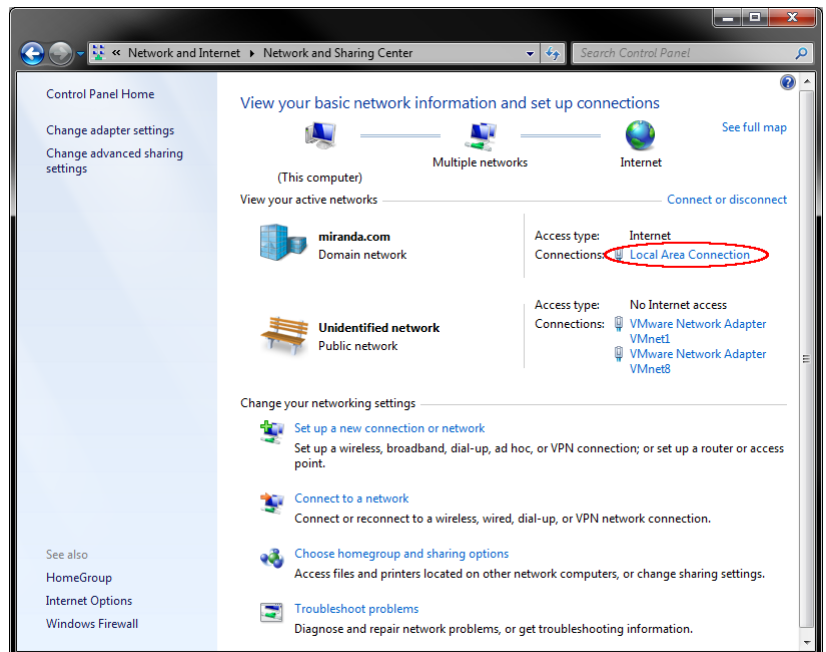 « Network and Internet ▸ Network and Sharing Center
Search Control Panel
Control Panel Home
Change adapter settings
Change advanced sharing
settings
See also
HomeGroup
Internet Options
Windows Firewall
View your basic network information and set up connections
See full map
(This computer)
Multiple networks
Internet
View your active networks
Connect or disconnect
miranda.com
Domain network
Access type: Internet
Connections: Local Area Connection
Unidentified network
Public network
Access type: No Internet access
Connections: VMware Network Adapter
VMnet1
VMware Network Adapter
VMnet8
Change your networking settings
Set up a new connection or network
Set up a wireless, broadband, dial-up, ad hoc, or VPN connection; or set up a router or access
point.
Connect to a network
Connect or reconnect to a wireless, wired, dial-up, or VPN network connection.
Choose homegroup and sharing options
Access files and printers located on other network computers, or change sharing settings.
Troubleshoot problems
Diagnose and repair network problems, or get troubleshooting information.